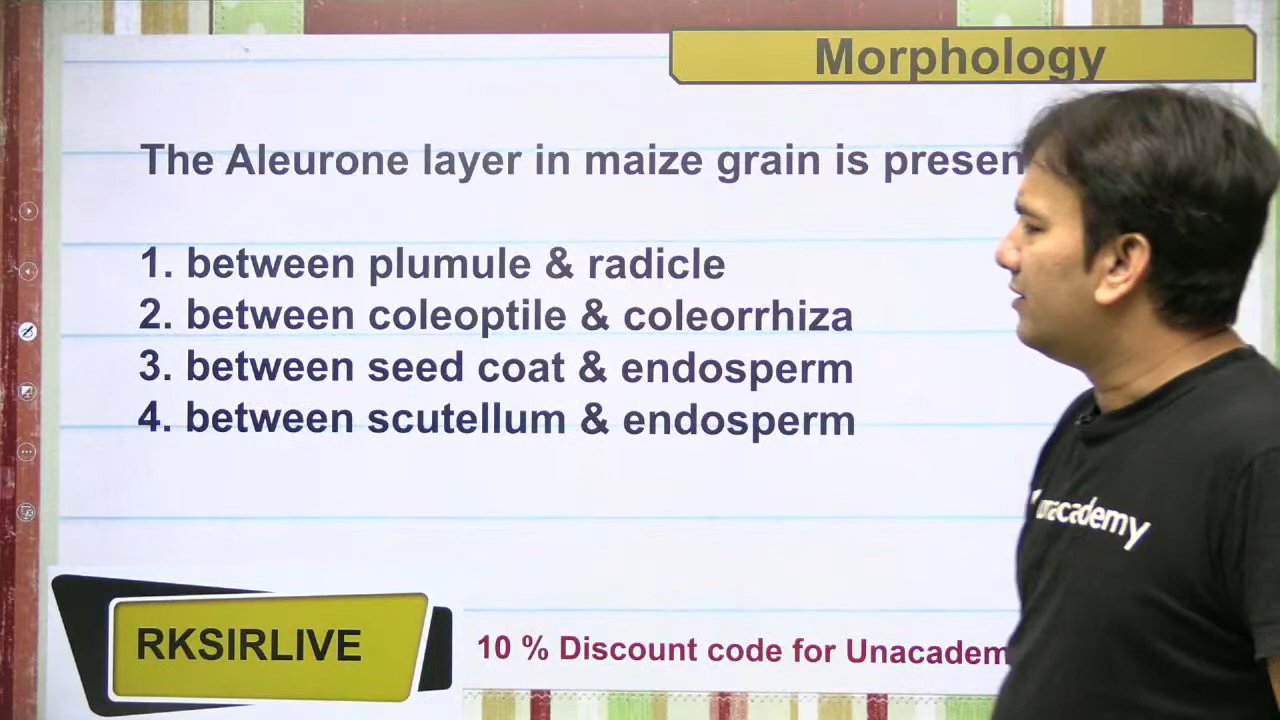 Morphology
The Aleurone layer in maize grain is presen
1. between plumule & radicle
2. between coleoptile & coleorrhiza
3. between seed coat & endosperm
4. between scutellum & endosperm
unacademy
RKSIRLIVE
10 % Discount code for Unacadem